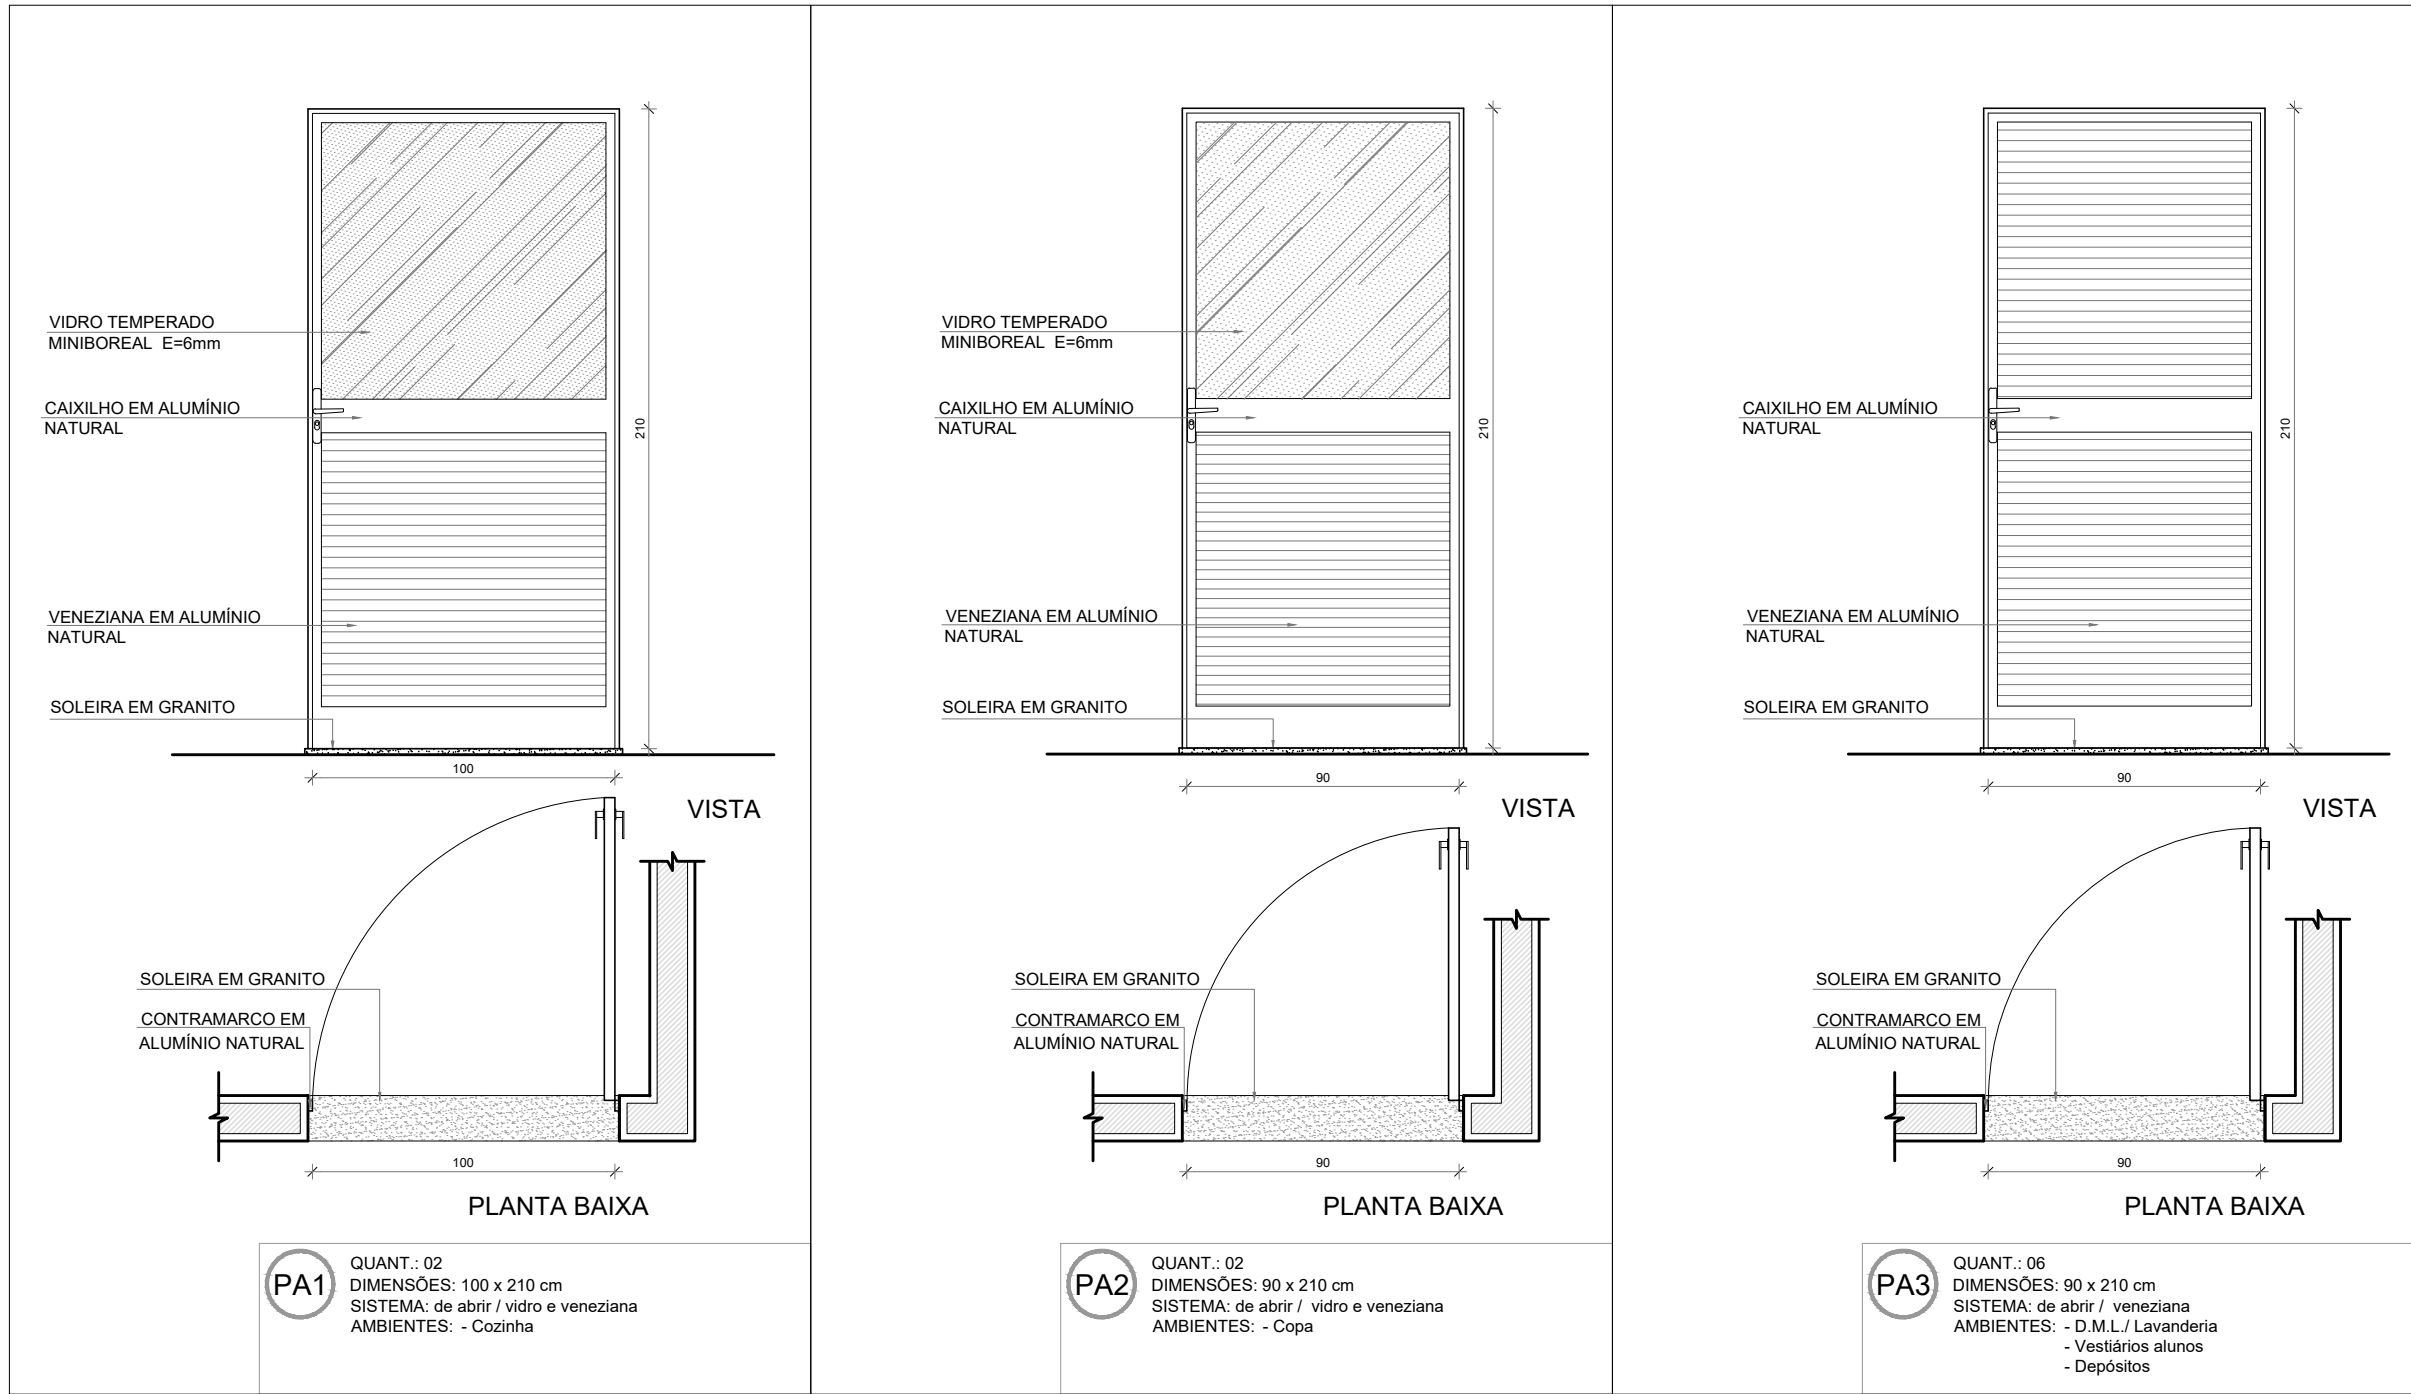 VIDRO TEMPERADO
MINIBOREAL E=6mm
CAIXILHO EM ALUMÍNIO
NATURAL
210
VENEZIANA EM ALUMÍNIO
NATURAL
SOLEIRA EM GRANITO
100
VISTA
SOLEIRA EM GRANITO
CONTRAMARCO EM
ALUMÍNIO NATURAL
100
PLANTA BAIXA
PA1
QUANT.: 02
DIMENSÕES: 100 x 210 cm
SISTEMA: de abrir / vidro e veneziana
AMBIENTES: - Cozinha
VIDRO TEMPERADO
MINIBOREAL E=6mm
CAIXILHO EM ALUMÍNIO
NATURAL
210
VENEZIANA EM ALUMÍNIO
NATURAL
SOLEIRA EM GRANITO
90
VISTA
SOLEIRA EM GRANITO
CONTRAMARCO EM
ALUMÍNIO NATURAL
90
PLANTA BAIXA
PA2
QUANT.: 02
DIMENSÕES: 90 x 210 cm
SISTEMA: de abrir / vidro e veneziana
AMBIENTES: - Copa
CAIXILHO EM ALUMÍNIO
NATURAL
210
VENEZIANA EM ALUMÍNIO
NATURAL
SOLEIRA EM GRANITO
90
VISTA
SOLEIRA EM GRANITO
CONTRAMARCO EM
ALUMÍNIO NATURAL
90
PLANTA BAIXA
PA3
QUANT.: 06
DIMENSÕES: 90 x 210 cm
SISTEMA: de abrir / veneziana
AMBIENTES: - D.M.L./ Lavanderia
- Vestiários alunos
- Depósitos